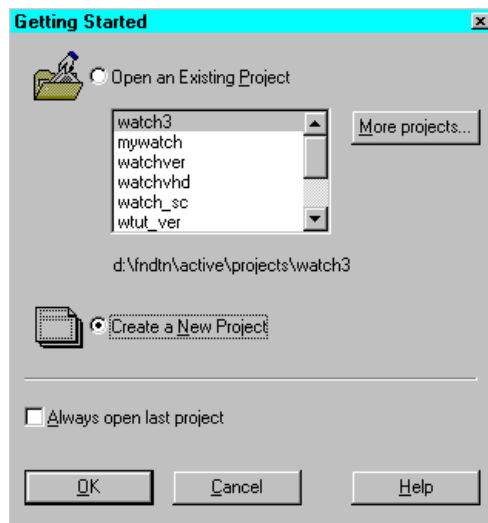 Getting Started
Open an Existing Project
watch3
mywatch
watchver
watchvhd
watch_sc
wtut_ver
More projects...
d:\fndtn\active\projects\watch3
Create a New Project
Always open last project
OK
Cancel
Help